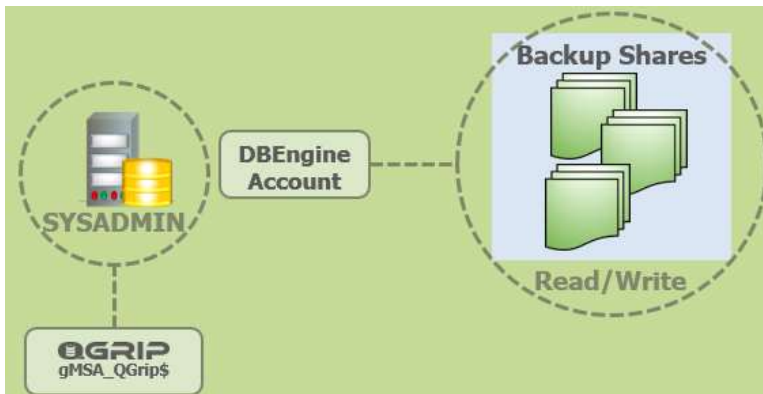 Backup Shares
DBEngine
Account
SYSADMIN
Read/Write
QGRIP
gMSA_QGrip$